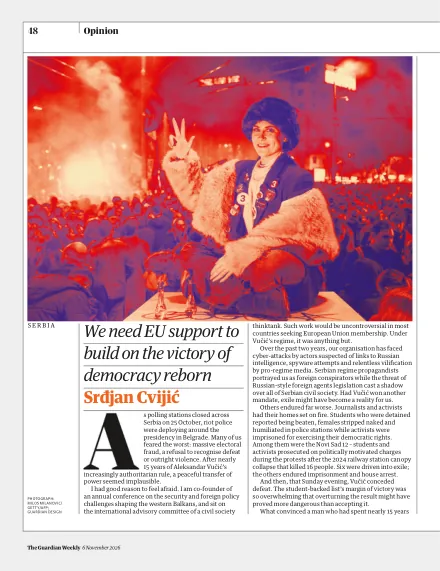 48
Opinion
SERBIA
We need EU support to
build on the victory of
democracy reborn
Srdjan Cvijić
As polling stations closed across
Serbia on 25 October, not police
were deploying around the
presidency in Belgrade. Many of us
feared the worst: massive electoral
fraud, a refusal to recognise defeat
or outright violence. After nearly
15 years of Aleksandar Vučić's
increasingly authoritarian rule, a peaceful transfer of
power seemed implausible.
I had good reason to feel afraid. I am co-founder of
an annual conference on the security and foreign policy
challenges shaping the western Balkans, and sit on
the international advisory committee of a civil society
PHOTOGRAPH:
MILOS MILJANOVIC/
GETTY/AFP;
GUARDIAN DESIGN
thinktank. Such work would be uncontroversial in most
countries seeking European Union membership. Under
Vučić's regime, it was anything but.
Over the past two years, our organisation has faced
cyber-attacks by actors suspected of links to Russian
intelligence, spyware attempts and relentless vilification
by pro-regime media. Serbian regime propagandists
portrayed us as foreign conspirators while the threat of
Russian-style foreign agents legislation cast a shadow
over all of Serbian civil society. Had Vučić won another
mandate, exile might have become a reality for us.
Others endured far worse. Journalists and activists
had their homes set on fire. Students who were detained
reported being beaten, females stripped naked and
humiliated in police stations while activists were
imprisoned for exercising their democratic rights.
Among them were the Novi Sad 12 – students and
activists prosecuted on politically motivated charges
during the protests after the 2024 railway station canopy
collapse that killed 16 people. Six were driven into exile;
the others endured imprisonment and house arrest.
And then, that Sunday evening, Vučić conceded
defeat. The student-backed list's margin of victory was
so overwhelming that overturning the result might have
proved more dangerous than accepting it.
What convinced a man who had spent nearly 15 years
The Guardian Weekly 6 November 2026